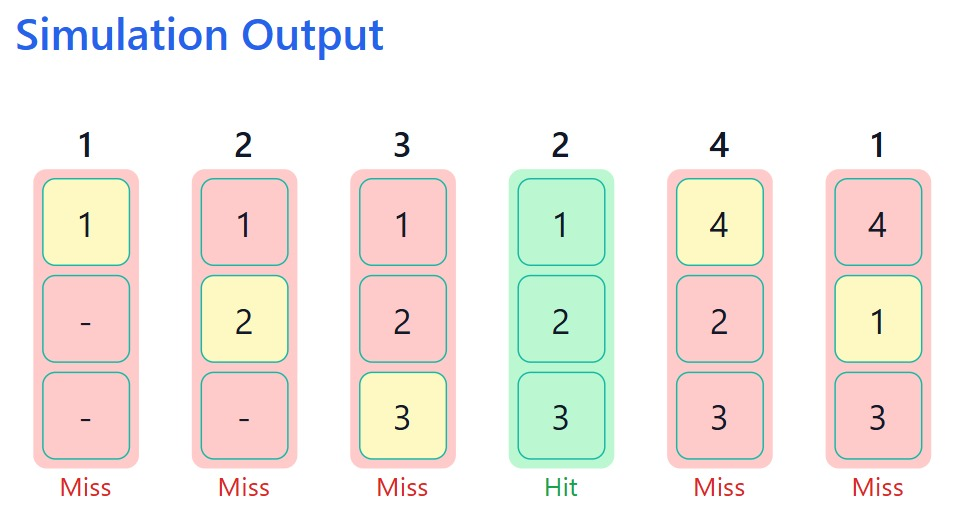 Simulation Output
1 2 3 2 4 1
1 1 1 1 4 4
- 2 2 2 2 1
- - 3 3 3 3
Miss Miss Miss Hit Miss Miss